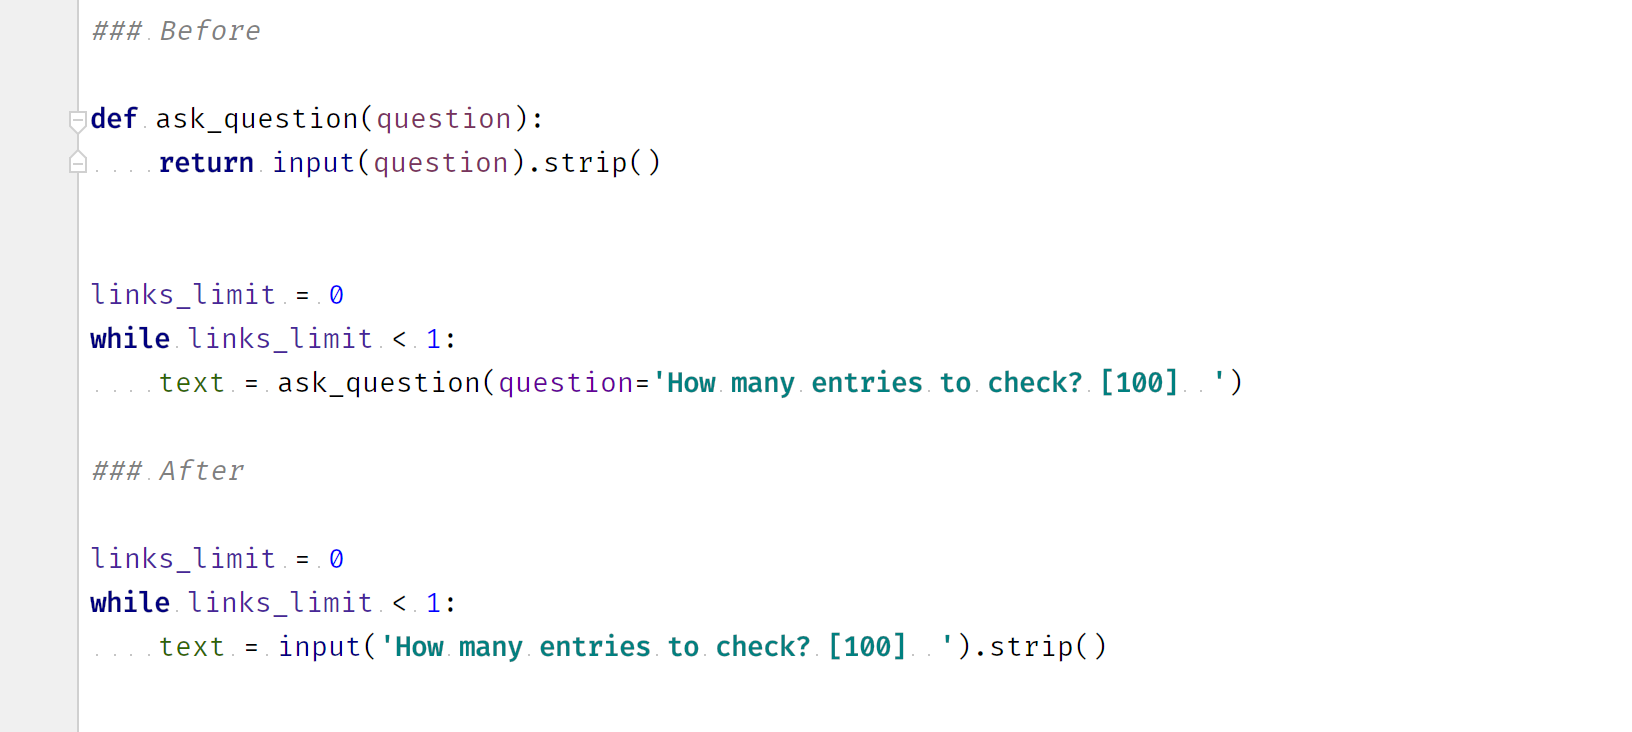 ### Before
def ask_question(question):
    return input(question).strip()
links_limit = 0
while links_limit < 1:
    text = ask_question(question='How many entries to check? [100]  ')
### After
links_limit = 0
while links_limit < 1:
    text = input('How many entries to check? [100]  ').strip()